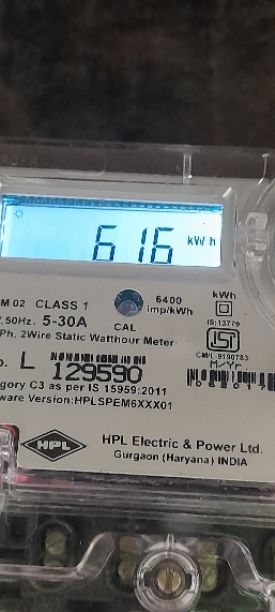 616 kWh
M 02 CLASS 1
6400 imp/kWh
kWh
, 50Hz. 5-30A
CAL
IS:13779
Ph, 2Wire Static Watthour Meter
CM/L-9190783
M/Yr.
o. L 129590
gory C3 as per IS 15959:2011
ware Version:HPLSPEM6XXX01
HPL
HPL Electric & Power Ltd.
Gurgaon (Haryana) INDIA